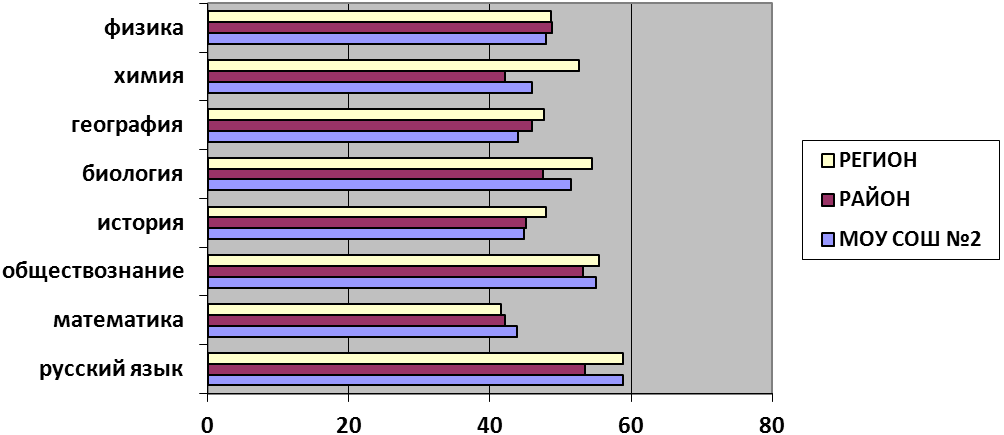 физика
химия
география
биология
история
обществознание
математика
русский язык
0 20 40 60 80
РЕГИОН
РАЙОН
МОУ СОШ №2